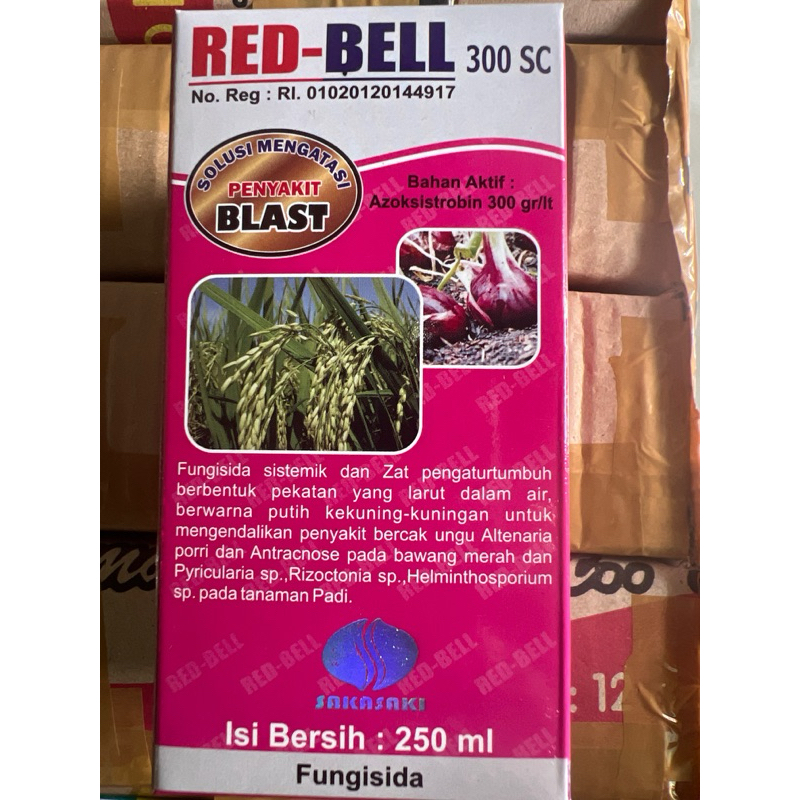 RED-BELL 300 SC
No. Reg : RI. 01020120144917
SOLUSI MENGATASI
PENYAKIT
BLAST
Bahan Aktif :
Azoksistrobin 300 gr/lt
Fungisida sistemik dan Zat pengaturtumbuh
berbentuk pekatan yang larut dalam air,
berwarna putih kekuning-kuningan untuk
mengendalikan penyakit bercak ungu Altenaria
porri dan Antracnose pada bawang merah dan
Pyricularia sp.,Rizoctonia sp.,Helminthosporium
sp. pada tanaman Padi.
SAKASAKI
Isi Bersih : 250 ml
Fungisida
: 12